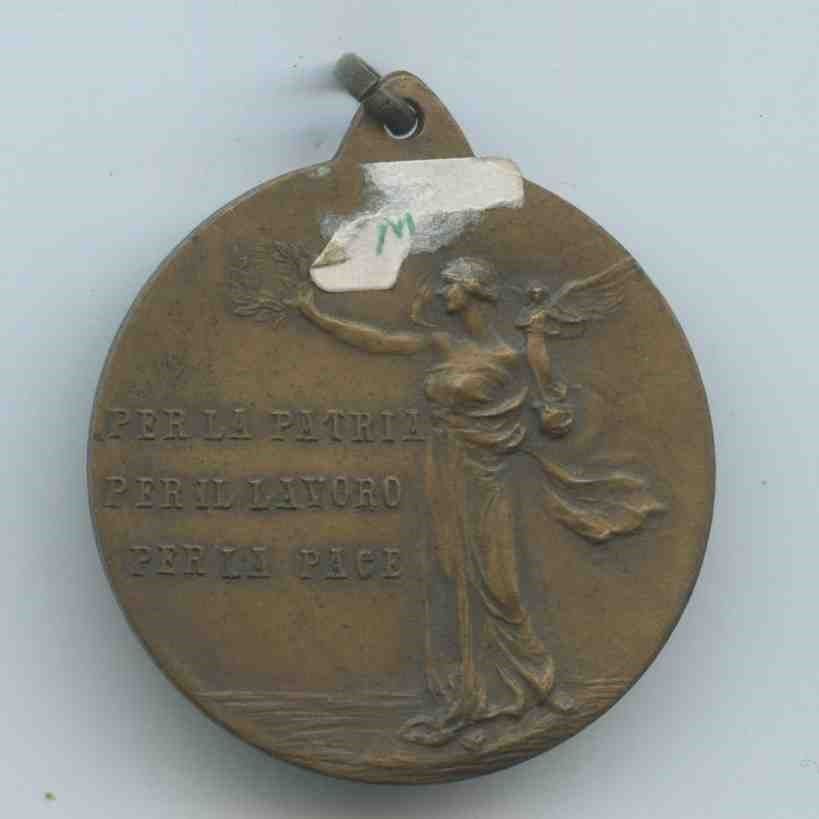 M
PER LA PATRIA
PER IL LAVORO
PER LA PACE